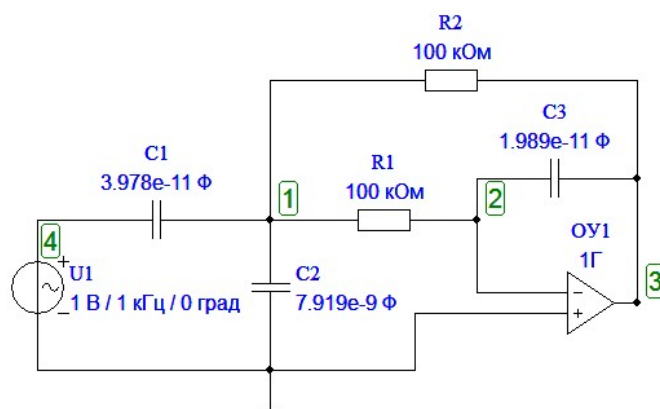 R2
100 кОм
C3
1.989e-11 Ф
C1
3.978e-11 Ф
R1
100 кОм
1
2
ОУ1
1Г
4
+
U1
1 В / 1 кГц / 0 град
−
C2
7.919e-9 Ф
−
+
3